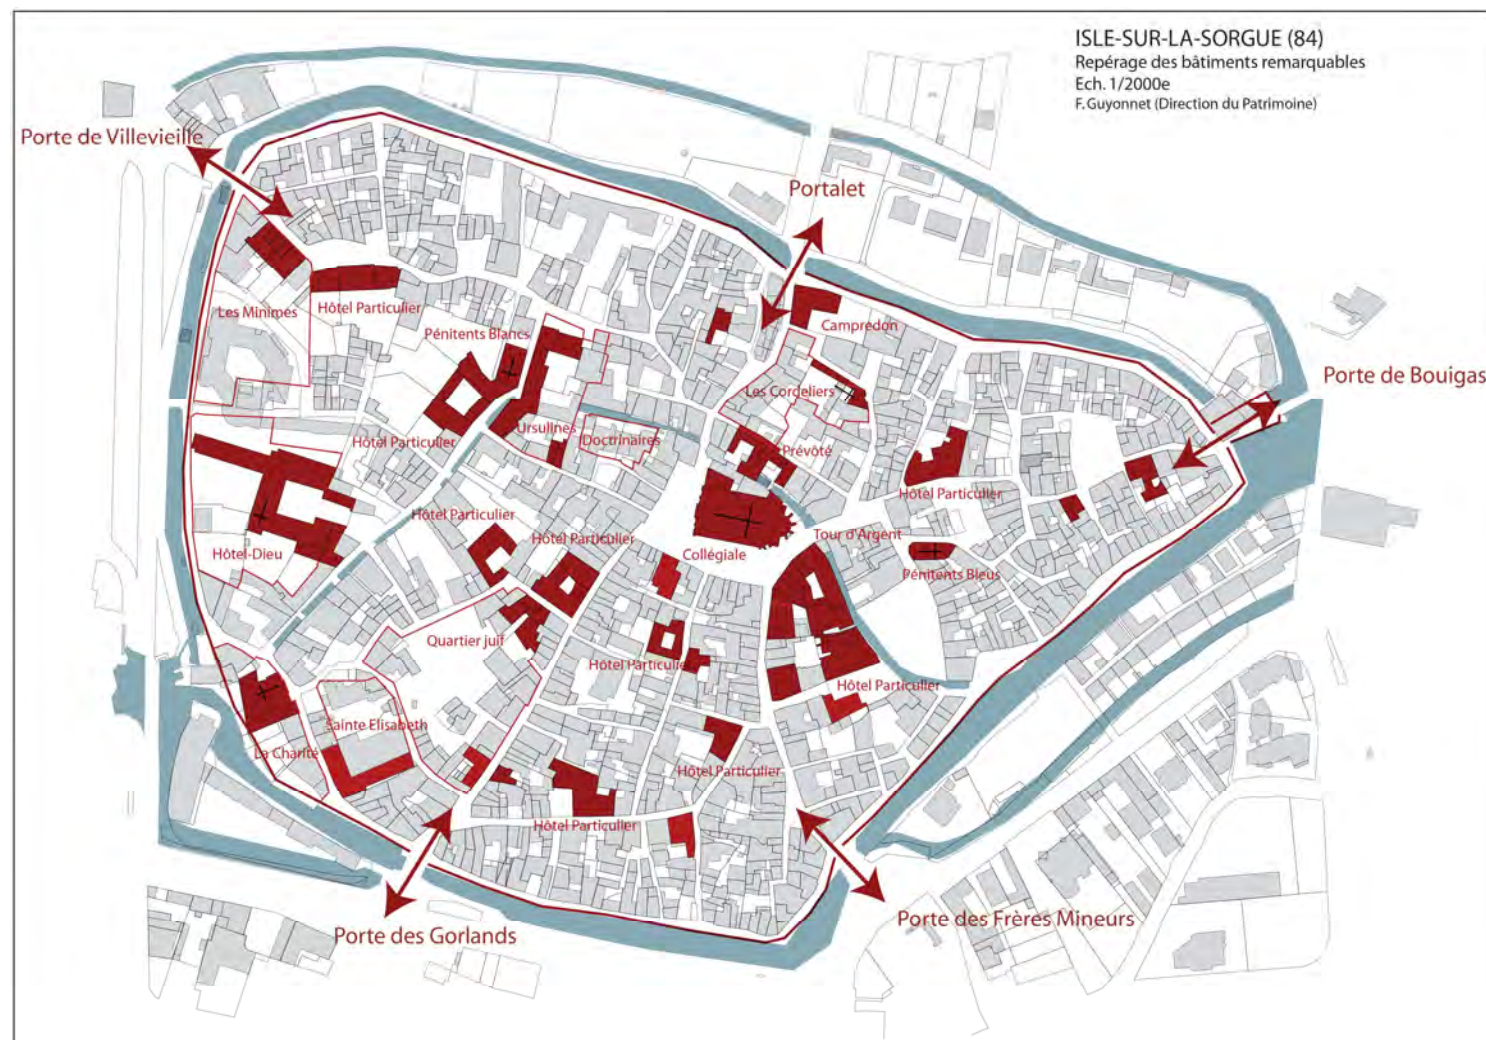 ISLE-SUR-LA-SORGUE (84)
Repérage des bâtiments remarquables
Ech. 1/2000e
F. Guyonnet (Direction du Patrimoine)
Porte de Villevieille
Portalet
Les Minimes
Hôtel Particulier
Pénitents Blancs
Campredon
Porte de Bouigas
Les Cordeliers
Ursulines
Doctrinaires
Hôtel Particulier
Prévôté
Hôtel Particulier
Hôtel Particulier
Hôtel Particulier
Tour d'Argent
Hôtel-Dieu
Collégiale
Pénitents Bleus
Quartier juif
Hôtel Particulier
Hôtel Particulier
Sainte Elisabeth
La Charité
Hôtel Particulier
Hôtel Particulier
Porte des Gorlands
Porte des Frères Mineurs